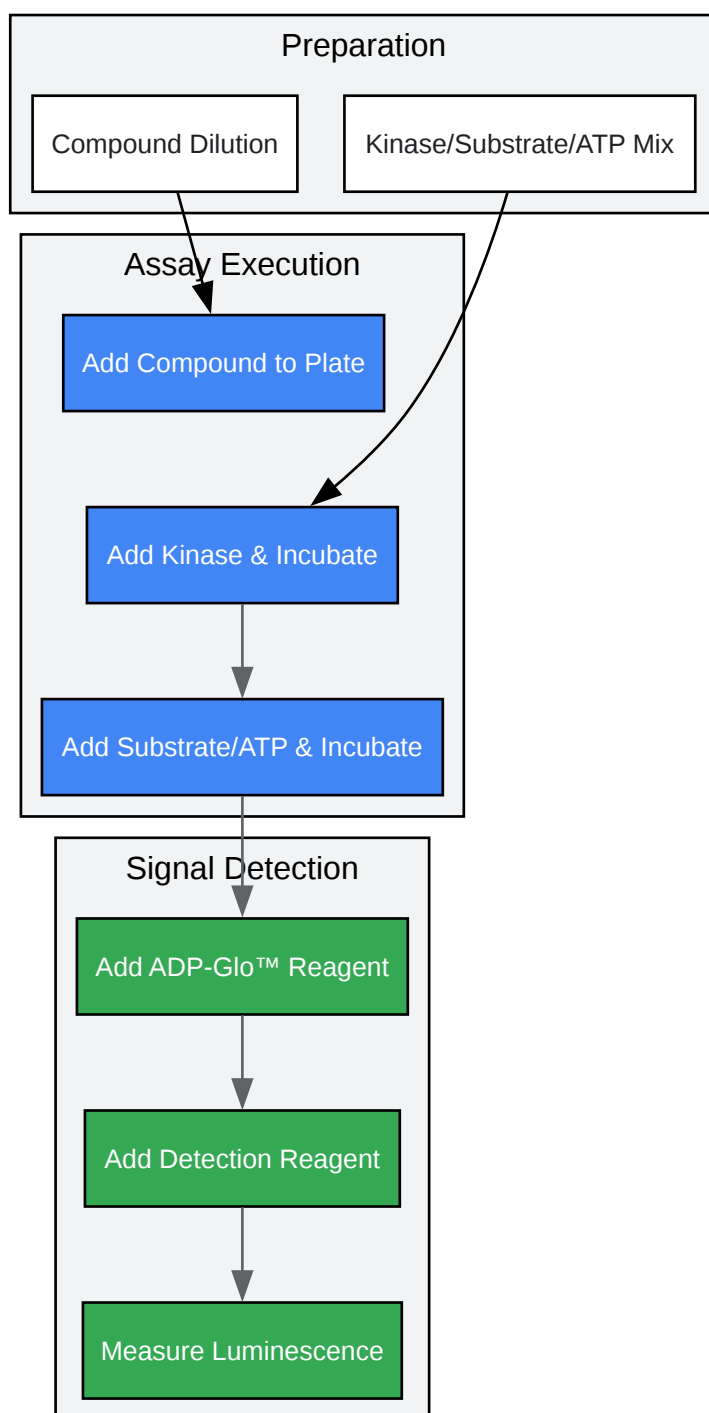 Preparation
Compound Dilution
Kinase/Substrate/ATP Mix
Assay Execution
Add Compound to Plate
Add Kinase & Incubate
Add Substrate/ATP & Incubate
Signal Detection
Add ADP-Glo™ Reagent
Add Detection Reagent
Measure Luminescence